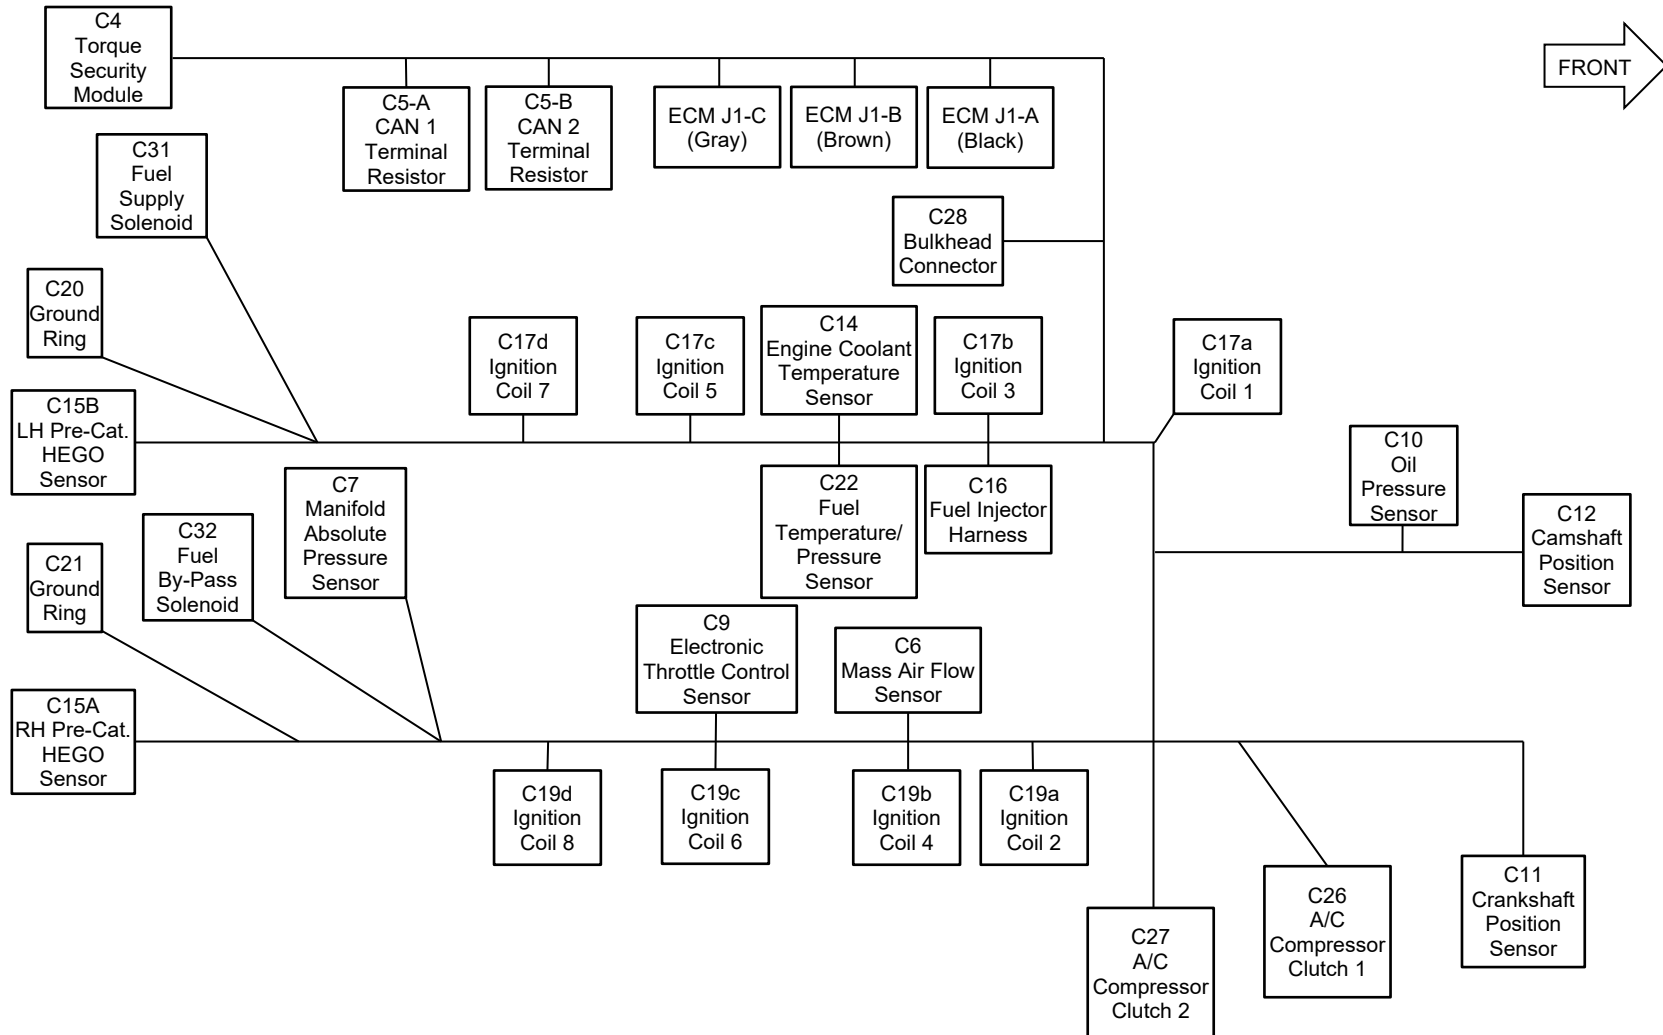 C4
Torque
Security
Module
FRONT
C5-A
CAN 1
Terminal
Resistor
C5-B
CAN 2
Terminal
Resistor
ECM J1-C
(Gray)
ECM J1-B
(Brown)
ECM J1-A
(Black)
C31
Fuel
Supply
Solenoid
C28
Bulkhead
Connector
C20
Ground
Ring
C17d
Ignition
Coil 7
C17c
Ignition
Coil 5
C14
Engine Coolant
Temperature
Sensor
C17b
Ignition
Coil 3
C17a
Ignition
Coil 1
C15B
LH Pre-Cat.
HEGO
Sensor
C7
Manifold
Absolute
Pressure
Sensor
C22
Fuel
Temperature/
Pressure
Sensor
C16
Fuel Injector
Harness
C10
Oil
Pressure
Sensor
C12
Camshaft
Position
Sensor
C32
Fuel
By-Pass
Solenoid
C21
Ground
Ring
C9
Electronic
Throttle Control
Sensor
C6
Mass Air Flow
Sensor
C15A
RH Pre-Cat.
HEGO
Sensor
C19d
Ignition
Coil 8
C19c
Ignition
Coil 6
C19b
Ignition
Coil 4
C19a
Ignition
Coil 2
C27
A/C
Compressor
Clutch 2
C26
A/C
Compressor
Clutch 1
C11
Crankshaft
Position
Sensor